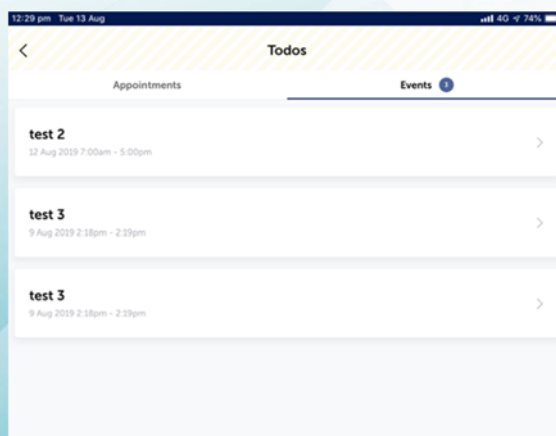 12:29 pm Tue 13 Aug 4G 74%
Todos
Appointments Events 3
test 2
12 Aug 2019 7:00am - 5:00pm
test 3
9 Aug 2019 2:18pm - 2:19pm
test 3
9 Aug 2019 2:18pm - 2:19pm